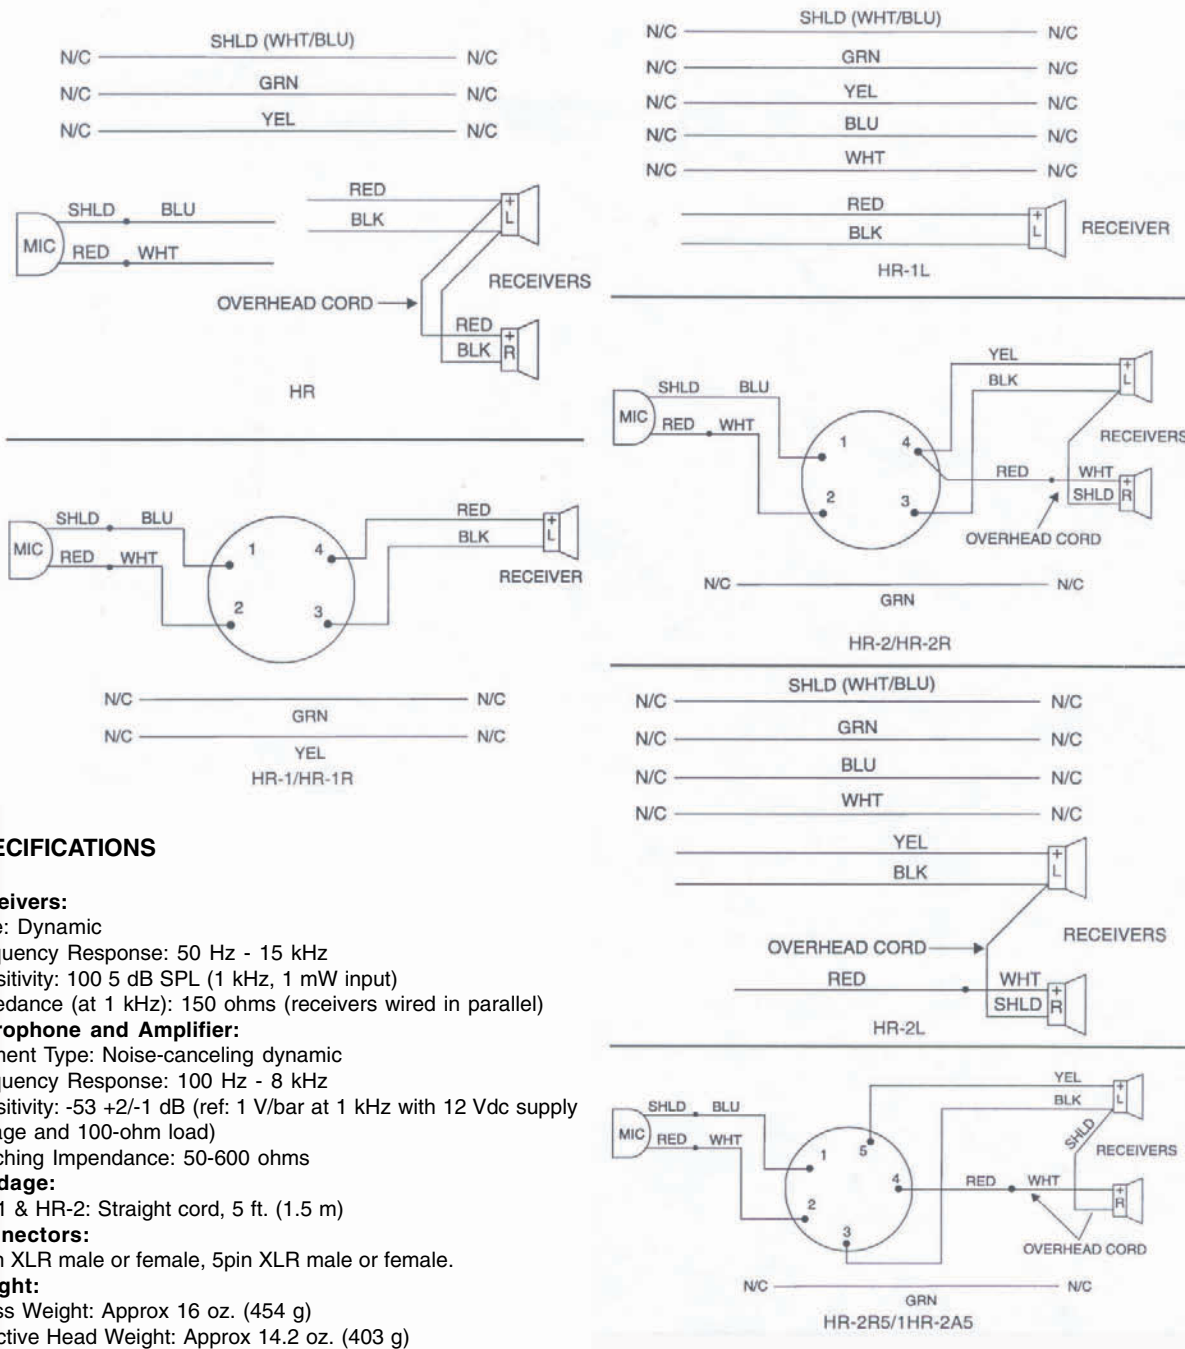 SHLD (WHT/BLU)
N/C N/C
GRN
N/C N/C
YEL
N/C N/C
RED
BLK
SHLD BLU
MIC
RED WHT
+
L
RECEIVERS
OVERHEAD CORD
RED
BLK
+
R
HR
SHLD BLU
MIC
RED WHT
1
2
4
3
RED
BLK
+
L
RECEIVER
N/C N/C
GRN
N/C N/C
YEL
HR-1/HR-1R
ECIFICATIONS
eivers:
e: Dynamic
quency Response: 50 Hz - 15 kHz
sitivity: 100 5 dB SPL (1 kHz, 1 mW input)
edance (at 1 kHz): 150 ohms (receivers wired in parallel)
rophone and Amplifier:
ment Type: Noise-canceling dynamic
quency Response: 100 Hz - 8 kHz
sitivity: -53 +2/-1 dB (ref: 1 V/bar at 1 kHz with 12 Vdc supply
age and 100-ohm load)
ching Impendance: 50-600 ohms
dage:
1 & HR-2: Straight cord, 5 ft. (1.5 m)
nectors:
n XLR male or female, 5pin XLR male or female.
ight:
ss Weight: Approx 16 oz. (454 g)
ctive Head Weight: Approx 14.2 oz. (403 g)
SHLD (WHT/BLU)
N/C N/C
GRN
N/C N/C
YEL
N/C N/C
BLU
N/C N/C
WHT
N/C N/C
RED
BLK
+
L
RECEIVER
HR-1L
YEL
BLK
+
L
SHLD BLU
MIC
RED WHT
1
2
4
3
RECEIVERS
RED WHT
SHLD
+
R
OVERHEAD CORD
N/C N/C
GRN
HR-2/HR-2R
SHLD (WHT/BLU)
N/C N/C
GRN
N/C N/C
BLU
N/C N/C
WHT
N/C N/C
YEL
BLK
+
L
RECEIVERS
OVERHEAD CORD
RED WHT
SHLD
+
R
HR-2L
YEL
BLK
+
L
SHLD BLU
MIC
RED WHT
1
2
3
4
5
SHLD
RECEIVERS
RED WHT
+
R
OVERHEAD CORD
N/C N/C
GRN
HR-2R5/1HR-2A5